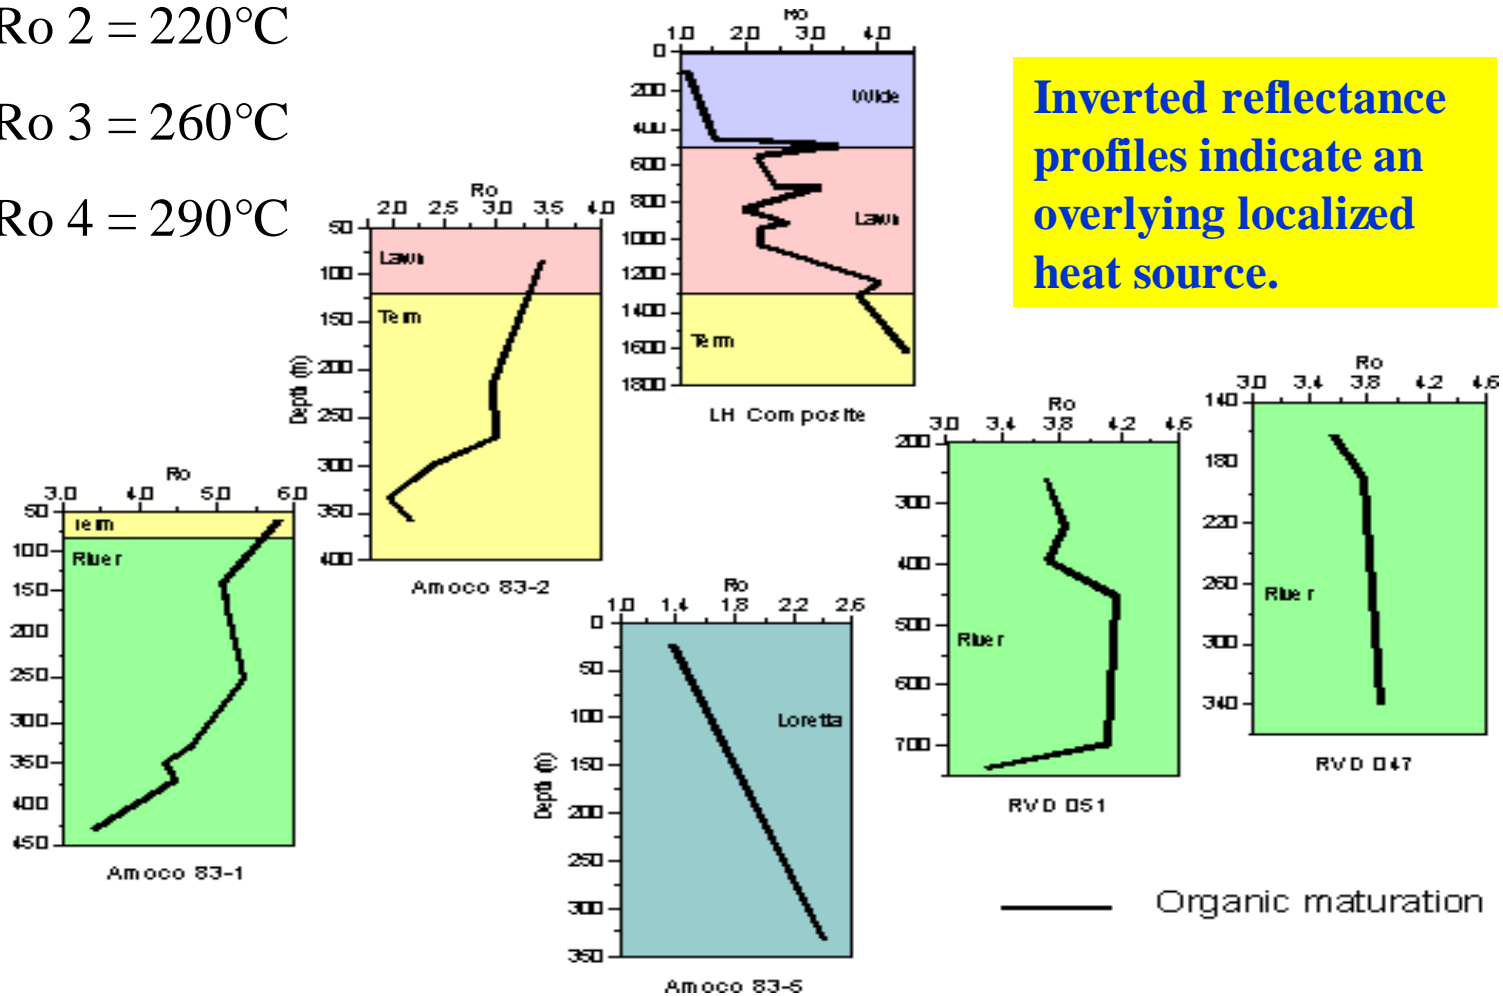 Ro 2 = 220°C
Ro 3 = 260°C
Ro 4 = 290°C
Inverted reflectance
profiles indicate an
overlying localized
heat source.
Ro
1.0 2.0 3.0 4.0
0
200
400
600
800
1000
1200
1400
1600
1800
Wide
Lawn
Term
LH Composite
Ro
2.0 2.5 3.0 3.5 4.0
50
100
150
200
250
300
350
400
Depth (m)
Lawn
Term
Amoco 83-2
Ro
3.0 4.0 5.0 6.0
50
100
150
200
250
300
350
400
450
Term
River
Amoco 83-1
Ro
1.0 1.4 1.8 2.2 2.6
0
50
100
150
200
250
300
350
Depth (m)
Loretta
Amoco 83-5
Ro
3.0 3.4 3.8 4.2 4.6
200
300
400
500
600
700
River
RVD 051
Ro
3.0 3.4 3.8 4.2 4.6
140
180
220
260
300
340
River
RVD 047
Organic maturation